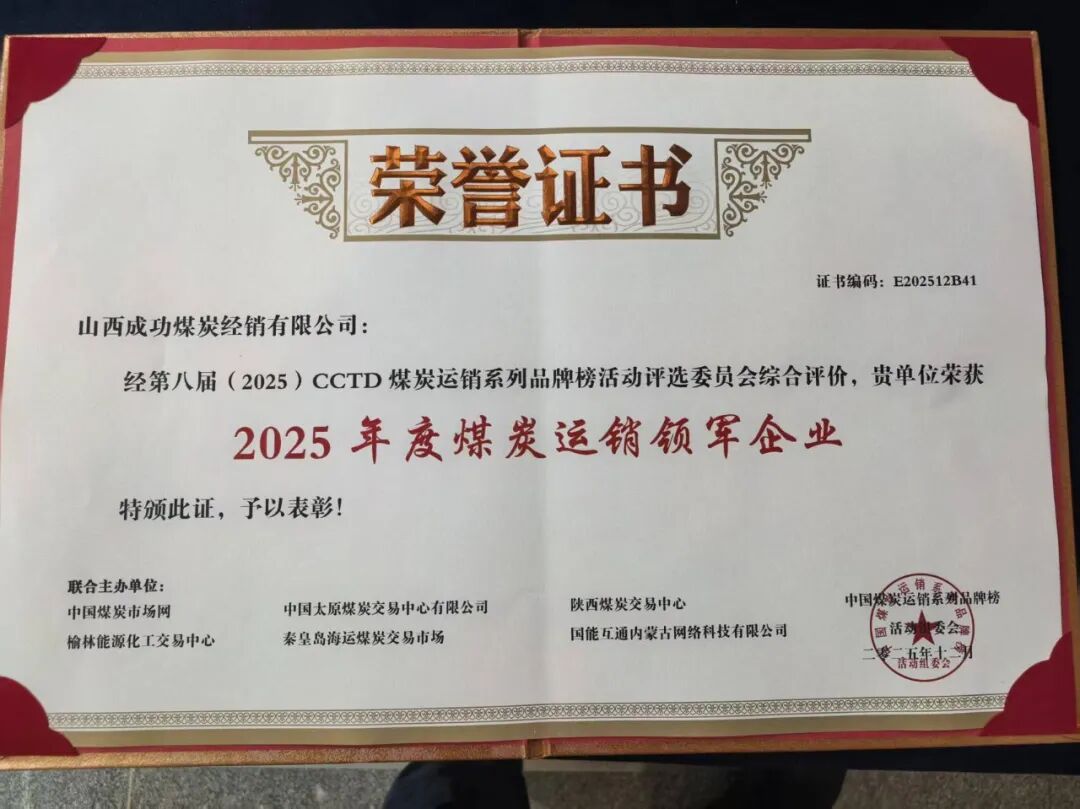 荣誉证书
证书编码：E202512B41
山西成功煤炭经销有限公司：
经第八届（2025）CCTD 煤炭运销系列品牌榜活动评选委员会综合评价，贵单位荣获
2025 年度煤炭运销领军企业
特颁此证，予以表彰！
联合主办单位：
中国煤炭市场网 中国太原煤炭交易中心有限公司 陕西煤炭交易中心
榆林能源化工交易中心 秦皇岛海运煤炭交易市场 国能互通内蒙古网络科技有限公司
中国煤炭运销系列品牌榜
活动组委会
二〇二五年十二月
活动组委会